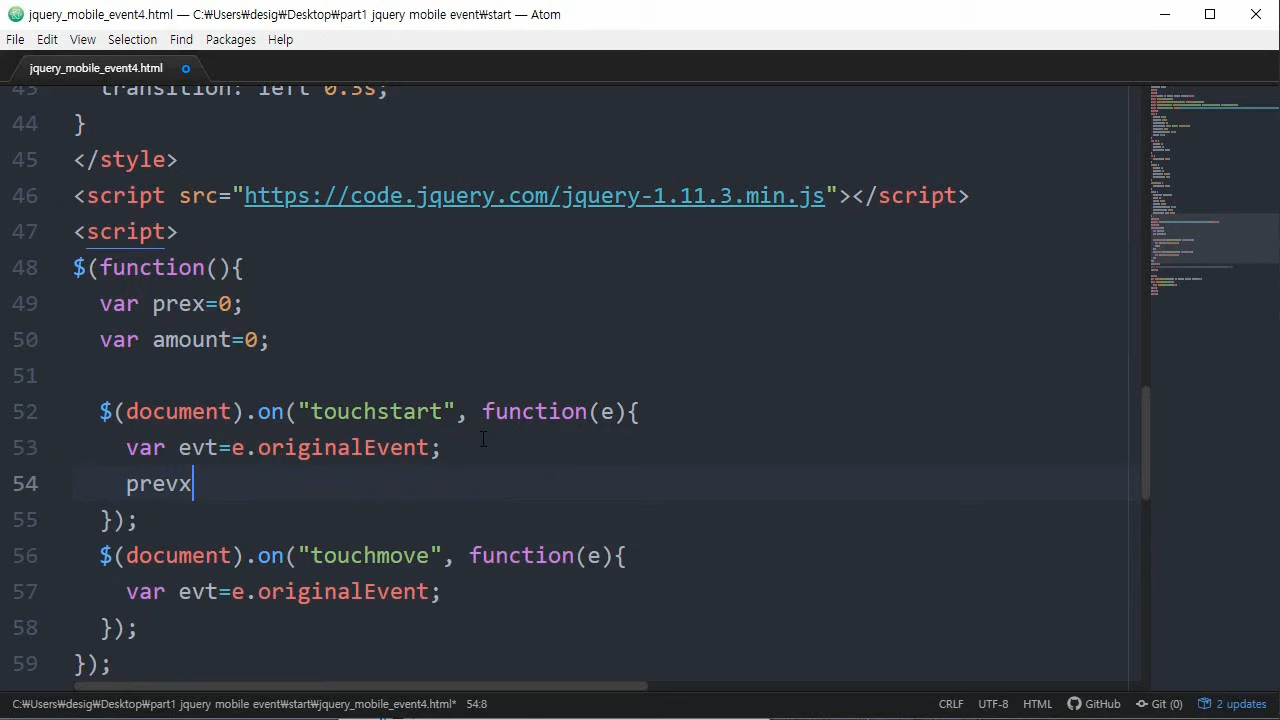 jquery_mobile_event4.html — C:￦Users￦desig￦Desktop￦part1 jquery mobile event￦start — Atom
File Edit View Selection Find Packages Help
jquery_mobile_event4.html
43 transition: left 0.3s;
44 }
45 </style>
46 <script src="https://code.jquery.com/jquery-1.11.3.min.js"></script>
47 <script>
48 $(function(){
49 var prex=0;
50 var amount=0;
51
52 $(document).on("touchstart", function(e){
53 var evt=e.originalEvent;
54 prevx
55 });
56 $(document).on("touchmove", function(e){
57 var evt=e.originalEvent;
58 });
59 });
C:￦Users￦desig￦Desktop￦part1 jquery mobile event￦start￦jquery_mobile_event4.html* 54:8 CRLF UTF-8 HTML GitHub Git (0) 2 updates